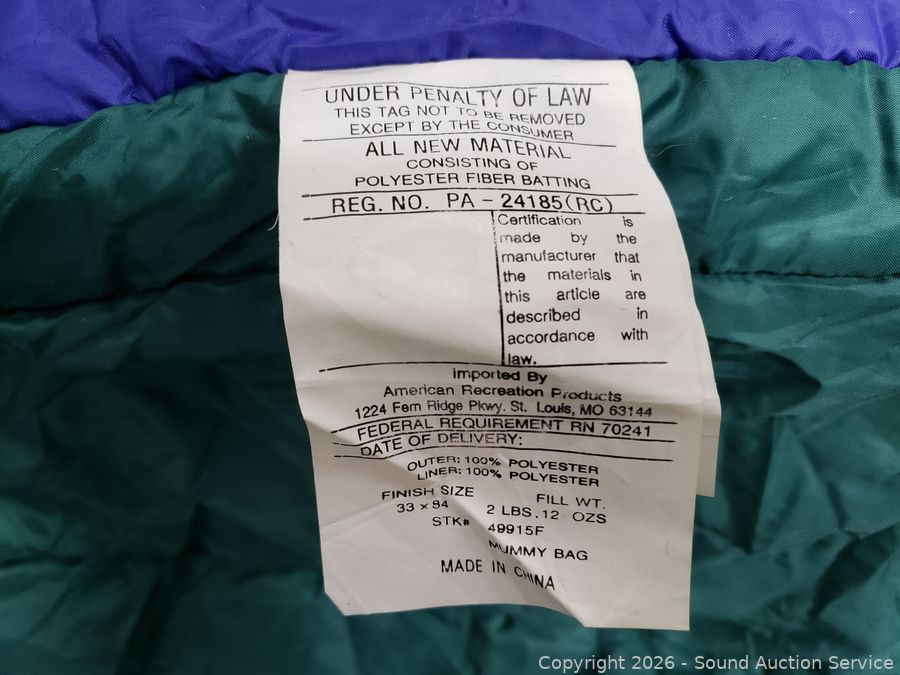 UNDER PENALTY OF LAW
THIS TAG NOT TO BE REMOVED
EXCEPT BY THE CONSUMER
ALL NEW MATERIAL
CONSISTING OF
POLYESTER FIBER BATTING
REG. NO. PA - 24185(RC)
Certification is
made by the
manufacturer that
the materials in
this article are
described in
accordance with
law.
Imported By
American Recreation Products
1224 Fern Ridge Pkwy. St. Louis, MO 63144
FEDERAL REQUIREMENT RN 70241
DATE OF DELIVERY:
OUTER: 100% POLYESTER
LINER: 100% POLYESTER
FINISH SIZE FILL WT.
33 x 84 2 LBS. 12 OZS
STK# 49915F
MUMMY BAG
MADE IN CHINA
Copyright 2026 - Sound Auction Service